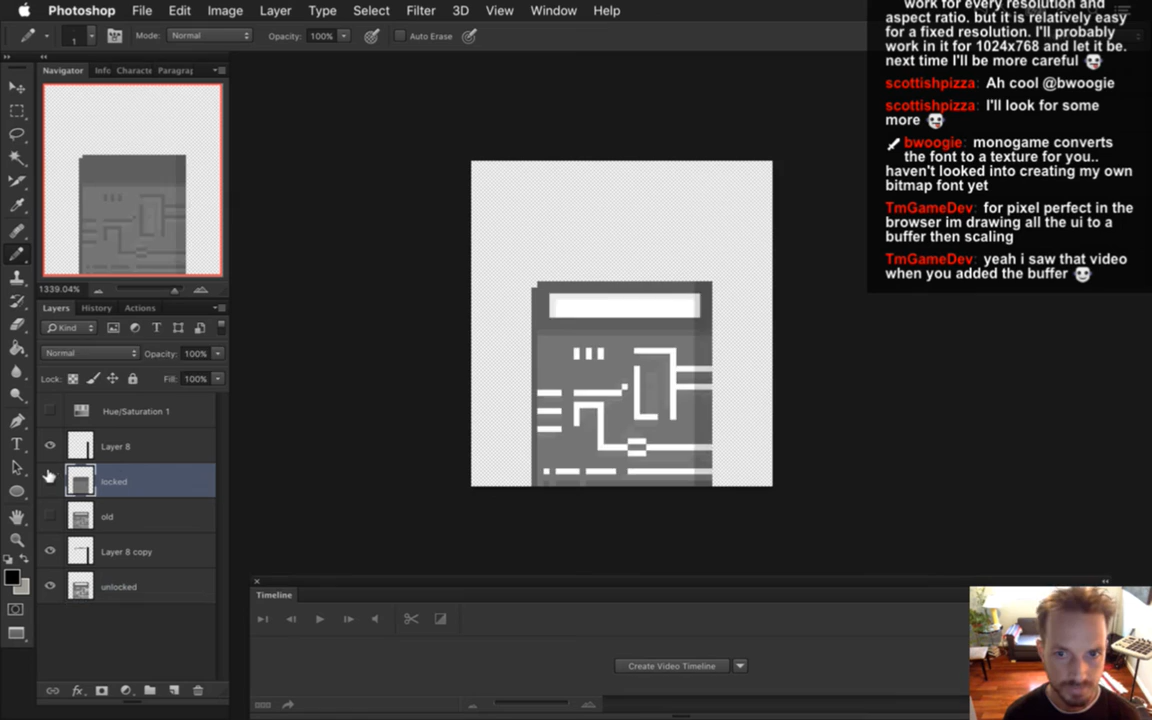 Photoshop File Edit Image Layer Type Select Filter 3D View Window Help
1 Mode: Normal Opacity: 100% Auto Erase
Navigator Info Characte Paragraj
1339.04%
Layers History Actions
Kind
Normal Opacity: 100%
Lock: Fill: 100%
Hue/Saturation 1
Layer 8
locked
old
Layer 8 copy
unlocked
Timeline
Create Video Timeline
work for every resolution and
aspect ratio. but it is relatively easy
for a fixed resolution. I'll probably
work in it for 1024x768 and let it be.
next time I'll be more careful
scottishpizza: Ah cool @bwoogie
scottishpizza: I'll look for some
more
bwoogie: monogame converts
the font to a texture for you..
haven't looked into creating my own
bitmap font yet
TmGameDev: for pixel perfect in the
browser im drawing all the ui to a
buffer then scaling
TmGameDev: yeah i saw that video
when you added the buffer